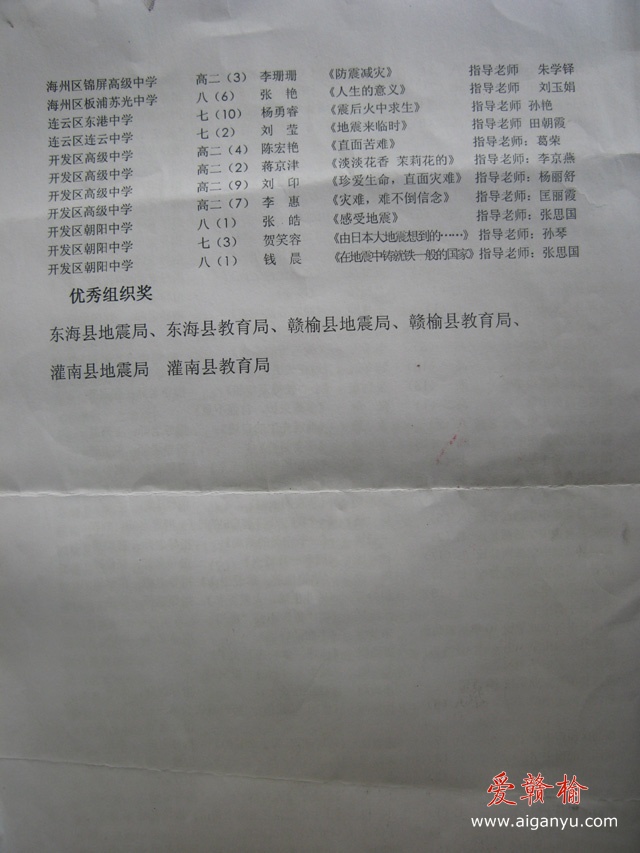 海州区锦屏高级中学 高二（3） 李珊珊 《防震减灾》 指导老师 朱学铎
海州区板浦苏光中学 八（6） 张 艳 《人生的意义》 指导老师 刘玉娟
连云区东港中学 七（10） 杨勇睿 《震后火中求生》 指导老师 孙艳
连云区连云中学 七（2） 刘 莹 《地震来临时》 指导老师 田朝霞
开发区高级中学 高二（4） 陈宏艳 《直面苦难》 指导老师：葛荣
开发区高级中学 高二（2） 蒋京津 《淡淡花香 茉莉花的》 指导老师：李京燕
开发区高级中学 高二（9） 刘 印 《珍爱生命，直面灾难》 指导老师：杨丽舒
开发区高级中学 高二（7） 李 惠 《灾难，难不倒信念》 指导老师：匡丽霞
开发区朝阳中学 八（1） 张 皓 《感受地震》 指导老师：张思国
开发区朝阳中学 七（3） 贺笑容 《由日本大地震想到的……》 指导老师：孙琴
开发区朝阳中学 八（1） 钱 晨 《在地震中铸就铁一般的国家》 指导老师：张思国
优秀组织奖
东海县地震局、东海县教育局、赣榆县地震局、赣榆县教育局、
灌南县地震局 灌南县教育局
爱赣榆
www.aiganyu.com